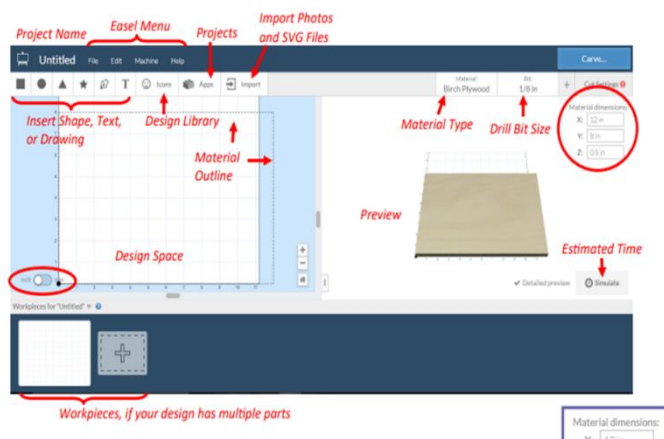 Project Name
Easel Menu
Projects
Import Photos
and SVG Files
Untitled File Edit Machine Help
Carve...
T Icons Apps Import
Material:
Birch Plywood
Bit:
1/8 in
+ Cut Settings
Insert Shape, Text,
or Drawing
Design Library
Material
Outline
Material Type
Drill Bit Size
Material dimensions:
X: 12 in
Y: 8 in
Z: 0.5 in
Preview
Design Space
Estimated Time
Detailed preview
Simulate
Workpieces for "Untitled"
Workpieces, if your design has multiple parts
Material dimensions: